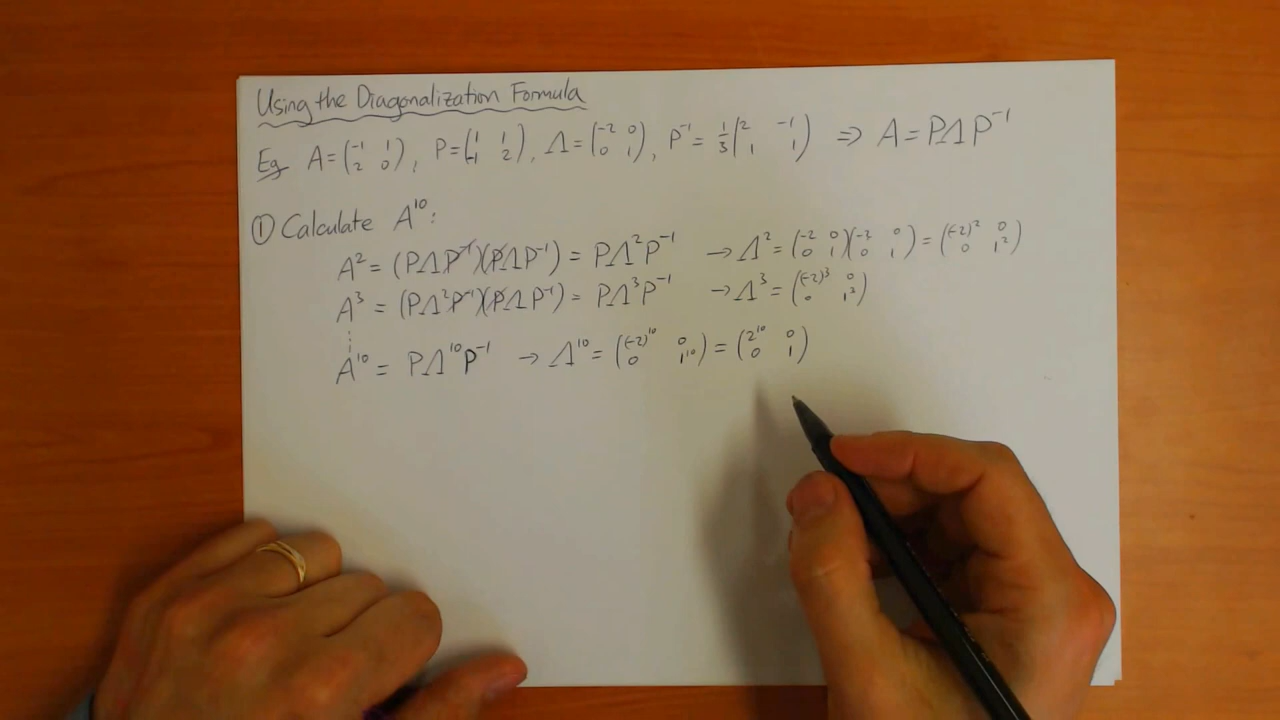 Using the Diagonalization Formula
Eg A = (-1 1; 2 0), P = (1 1; -1 2), Λ = (-2 0; 0 1), P⁻¹ = 1/3 (2 -1; 1 1) ⇒ A = PΛP⁻¹
① Calculate A¹⁰:
A² = (PΛP⁻¹)(PΛP⁻¹) = PΛ²P⁻¹ → Λ² = (-2 0; 0 1)(-2 0; 0 1) = ((-2)² 0; 0 1²)
A³ = (PΛ²P⁻¹)(PΛP⁻¹) = PΛ³P⁻¹ → Λ³ = ((-2)³ 0; 0 1³)
⋮
A¹⁰ = PΛ¹⁰P⁻¹ → Λ¹⁰ = ((-2)¹⁰ 0; 0 1¹⁰) = (2¹⁰ 0; 0 1)